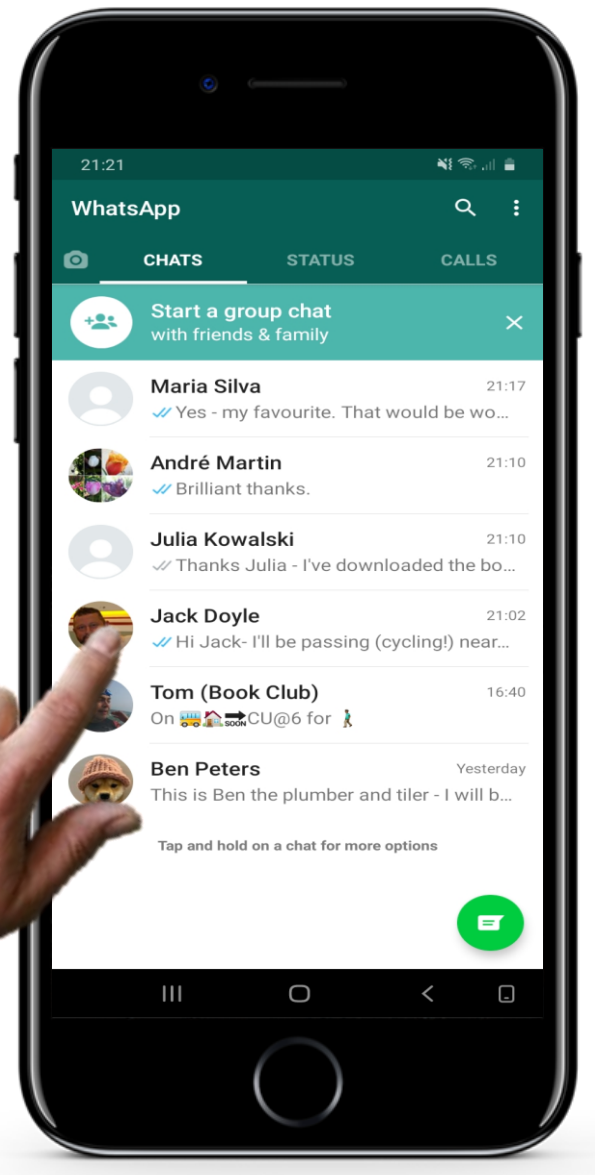 21:21
WhatsApp
CHATS STATUS CALLS
Start a group chat
with friends & family
Maria Silva 21:17
Yes - my favourite. That would be wo...
André Martin 21:10
Brilliant thanks.
Julia Kowalski 21:10
Thanks Julia - I've downloaded the bo...
Jack Doyle 21:02
Hi Jack- I'll be passing (cycling!) near...
Tom (Book Club) 16:40
On 🚌🏠🔜CU@6 for 🚶
Ben Peters Yesterday
This is Ben the plumber and tiler - I will b...
Tap and hold on a chat for more options